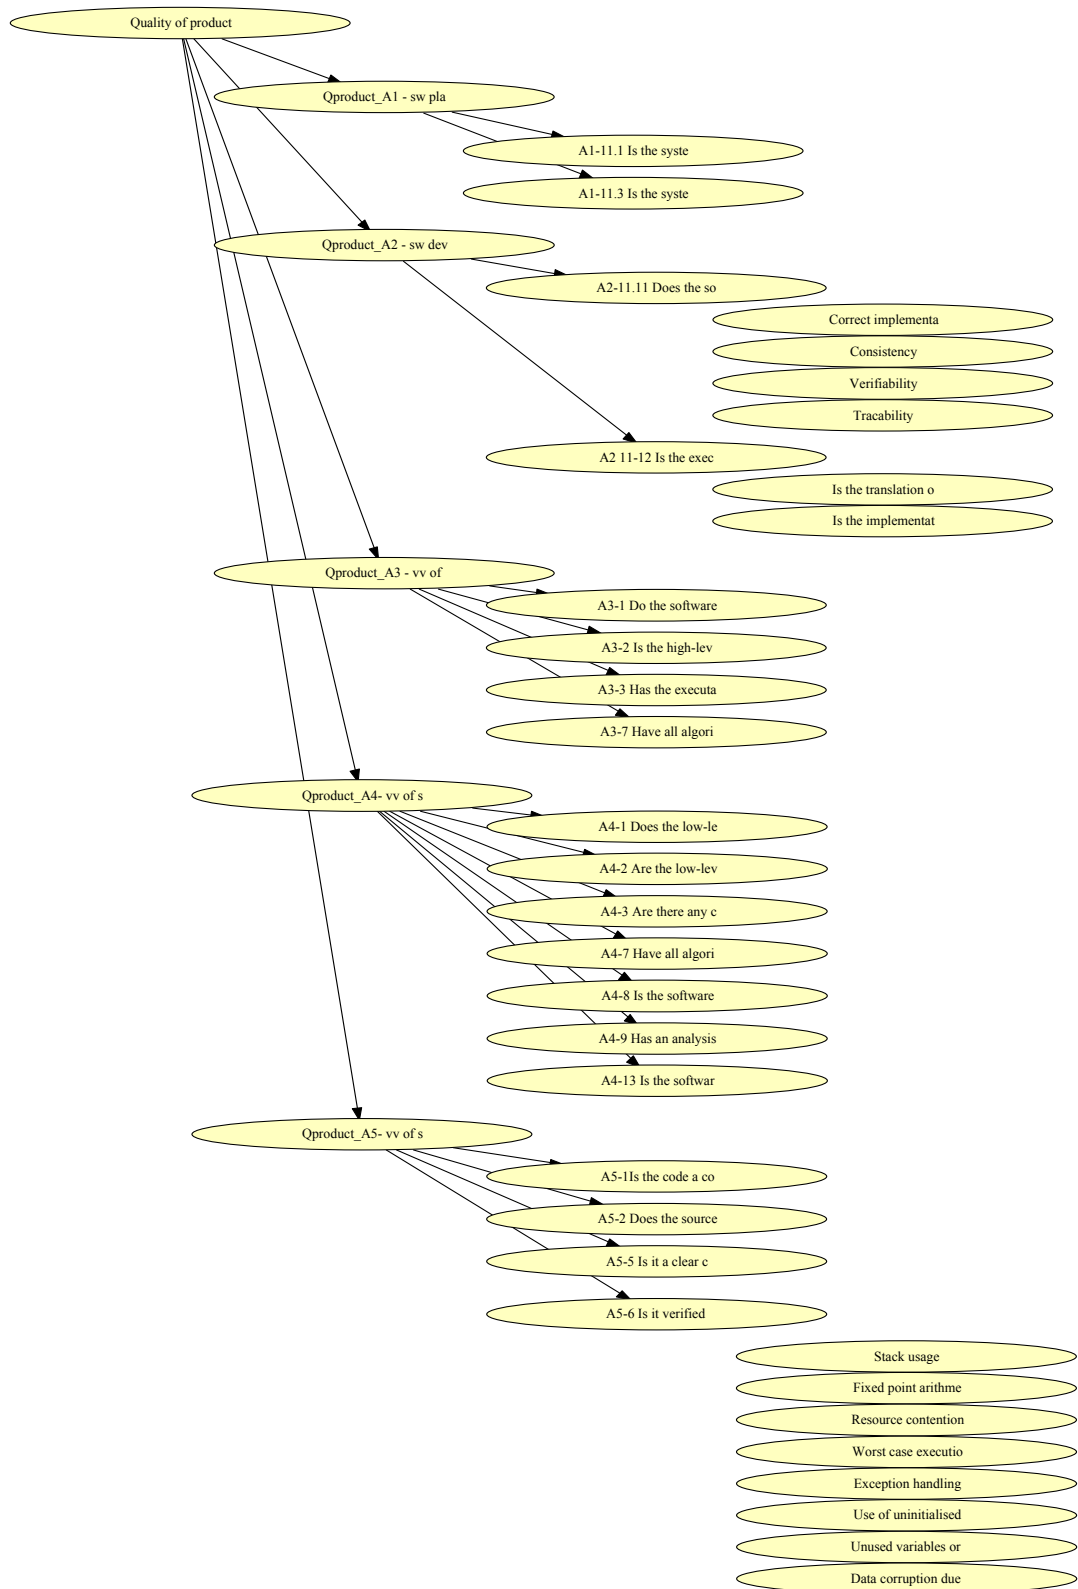 Quality of product
Qproduct_A1 - sw pla
A1-11.1 Is the syste
A1-11.3 Is the syste
Qproduct_A2 - sw dev
A2-11.11 Does the so
Correct implementa
Consistency
Verifiability
Tracability
A2 11-12 Is the exec
Is the translation o
Is the implementat
Qproduct_A3 - vv of
A3-1 Do the software
A3-2 Is the high-lev
A3-3 Has the executa
A3-7 Have all algori
Qproduct_A4- vv of s
A4-1 Does the low-le
A4-2 Are the low-lev
A4-3 Are there any c
A4-7 Have all algori
A4-8 Is the software
A4-9 Has an analysis
A4-13 Is the softwar
Qproduct_A5- vv of s
A5-1Is the code a co
A5-2 Does the source
A5-5 Is it a clear c
A5-6 Is it verified
Stack usage
Fixed point arithme
Resource contention
Worst case executio
Exception handling
Use of uninitialised
Unused variables or
Data corruption due